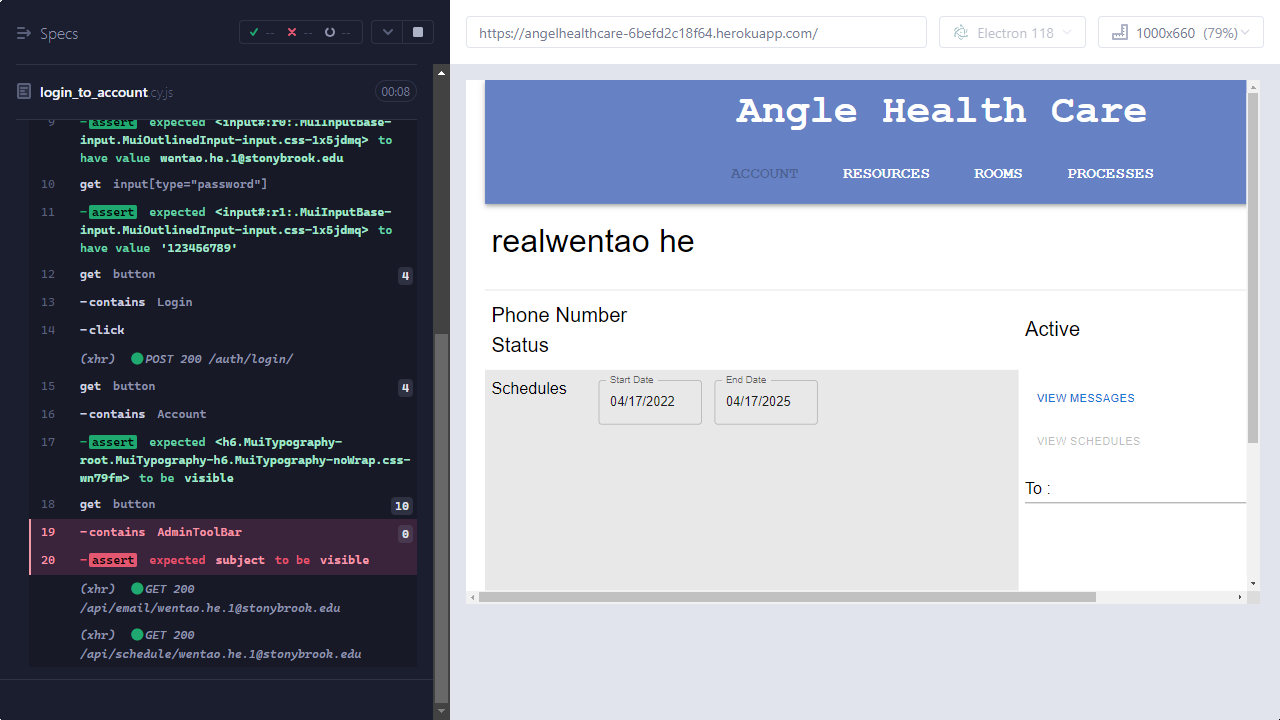 Specs
-- -- --
login_to_account.cy.js 00:08
9 -assert expected <input#:r0:.MuiInputBase-
input.MuiOutlinedInput-input.css-1x5jdmq> to
have value wentao.he.1@stonybrook.edu
10 get input[type="password"]
11 -assert expected <input#:r1:.MuiInputBase-
input.MuiOutlinedInput-input.css-1x5jdmq> to
have value '123456789'
12 get button 4
13 -contains Login
14 -click
(xhr) POST 200 /auth/login/
15 get button 4
16 -contains Account
17 -assert expected <h6.MuiTypography-
root.MuiTypography-h6.MuiTypography-noWrap.css-
wn79fm> to be visible
18 get button 10
19 -contains AdminToolBar 0
20 -assert expected subject to be visible
(xhr) GET 200
/api/email/wentao.he.1@stonybrook.edu
(xhr) GET 200
/api/schedule/wentao.he.1@stonybrook.edu
https://angelhealthcare-6befd2c18f64.herokuapp.com/
Electron 118
1000x660 (79%)
Angle Health Care
ACCOUNT RESOURCES ROOMS PROCESSES
realwentao he
Phone Number
Status
Active
Schedules
Start Date
04/17/2022
End Date
04/17/2025
VIEW MESSAGES
VIEW SCHEDULES
To :